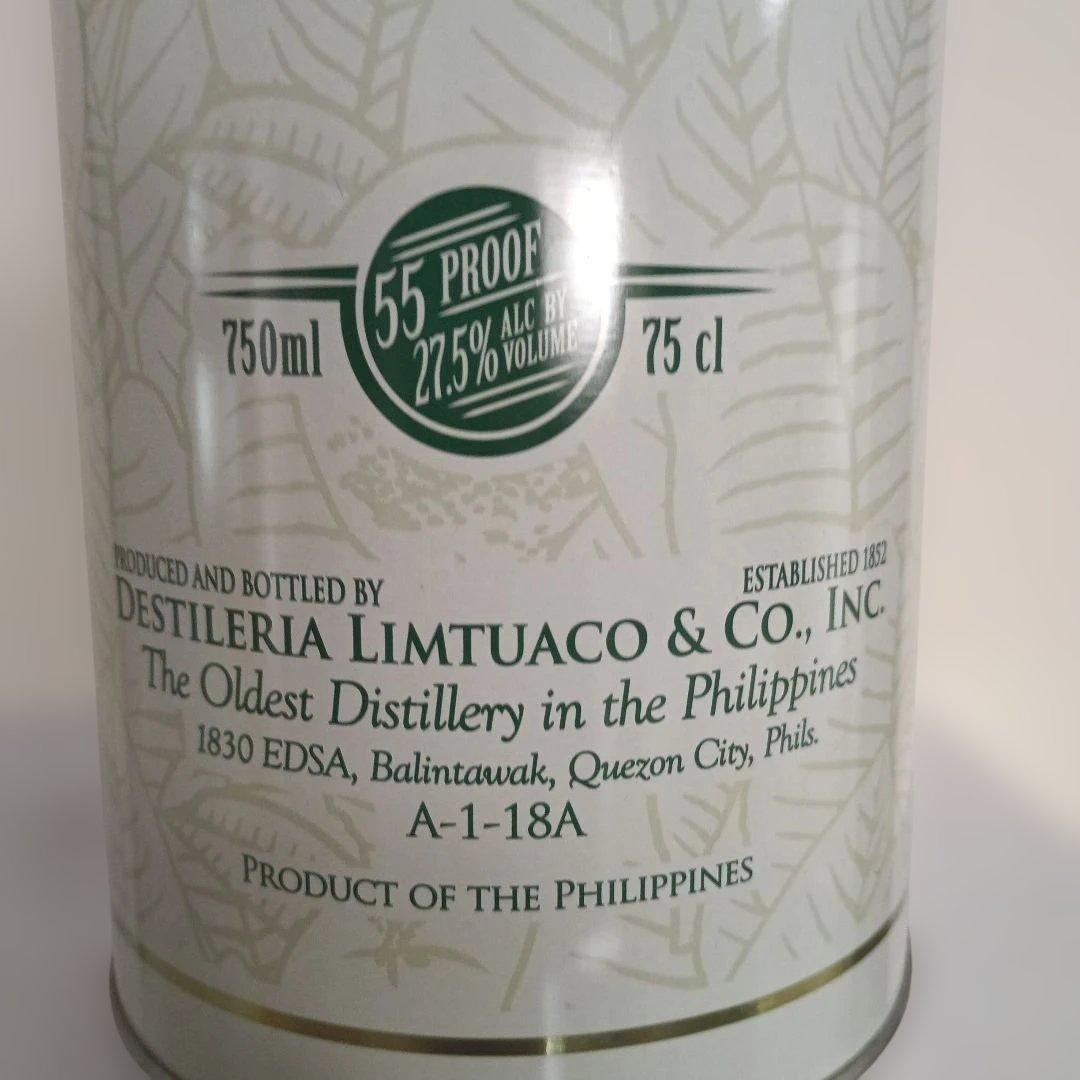 55 PROOF
27.5% ALC BY VOLUME
750ml
75 cl
PRODUCED AND BOTTLED BY
ESTABLISHED 1852
DESTILERIA LIMTUACO & CO., INC.
The Oldest Distillery in the Philippines
1830 EDSA, Balintawak, Quezon City, Phils.
A-1-18A
PRODUCT OF THE PHILIPPINES